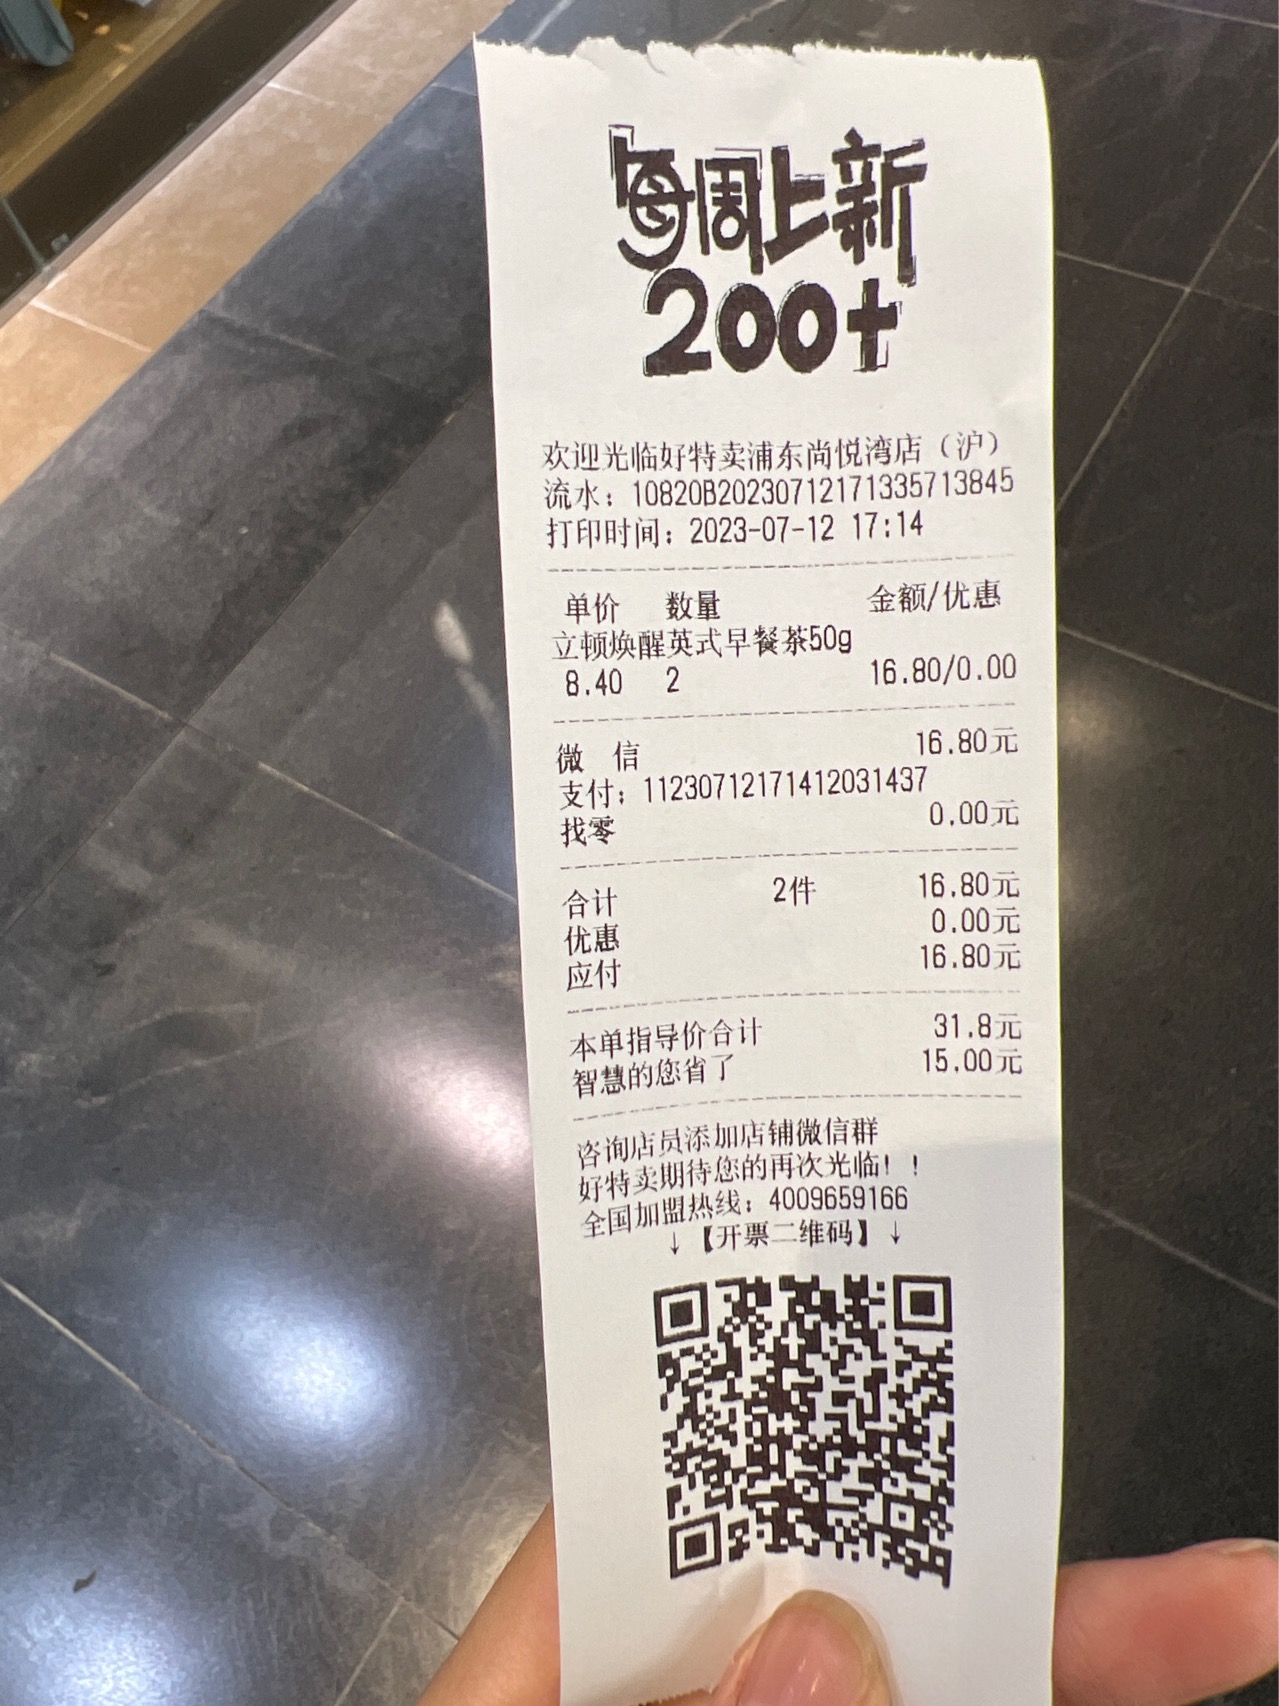 每周上新
200+
欢迎光临好特卖浦东尚悦湾店（沪）
流水：10820B202307121713357​13845
打印时间：2023-07-12 17:14
单价 数量 金额/优惠
立顿焕醒英式早餐茶50g
8.40 2 16.80/0.00
微 信 16.80元
支付：11230712171412031437
找零 0.00元
合计 2件 16.80元
优惠 0.00元
应付 16.80元
本单指导价合计 31.8元
智慧的您省了 15.00元
咨询店员添加店铺微信群
好特卖期待您的再次光临！！
全国加盟热线：4009659166
↓【开票二维码】↓